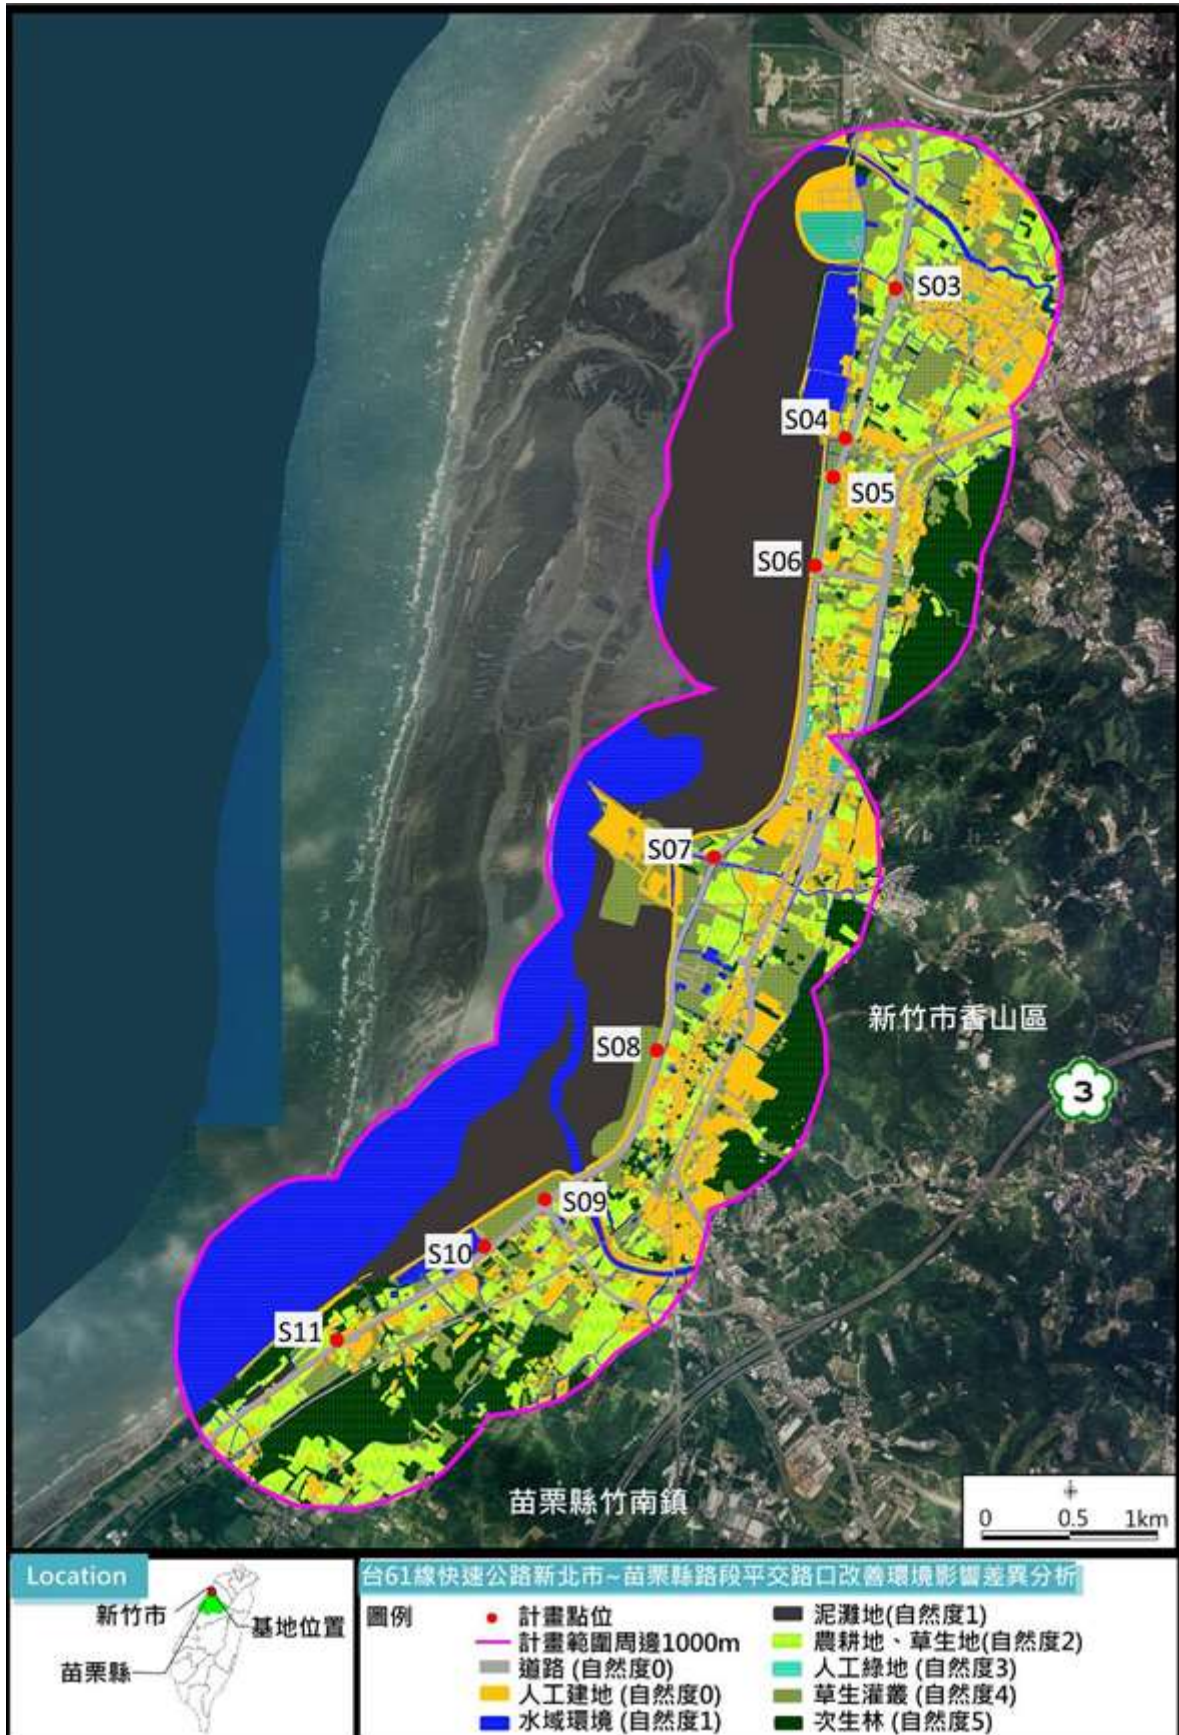 S03
S04
S05
S06
S07
新竹市香山區
S08
3
S09
S10
S11
苗栗縣竹南鎮
0 0.5 1km
Location
新竹市
基地位置
苗栗縣
台61線快速公路新北市~苗栗縣路段平交路口改善環境影響差異分析
圖例
計畫點位
計畫範圍周邊1000m
道路 (自然度0)
人工建地 (自然度0)
水域環境 (自然度1)
泥灘地(自然度1)
農耕地、草生地(自然度2)
人工綠地 (自然度3)
草生灌叢 (自然度4)
次生林 (自然度5)